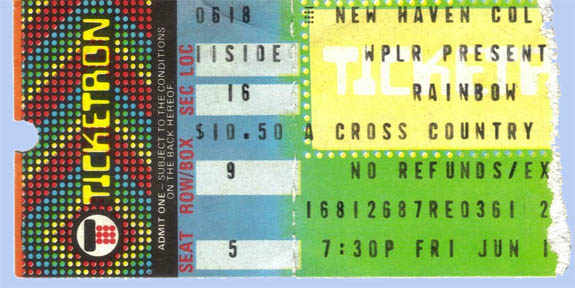 TICKETRON
ADMIT ONE — SUBJECT TO THE CONDITIONS
ON THE BACK HEREOF.
SEAT ROW/BOX SEC LOC
0618
IISIDE
16
$10.50
9
5
NEW HAVEN COL
WPLR PRESENT
RAINBOW
A CROSS COUNTRY
NO REFUNDS/EX
16812687RE0361 2
7:30P FRI JUN 1